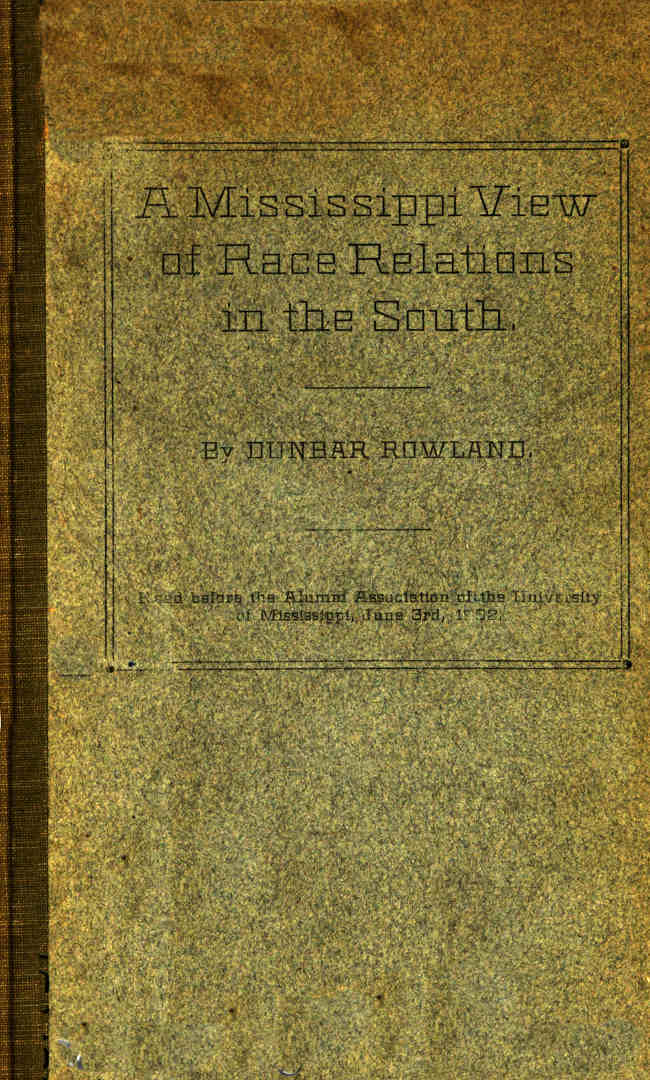 A Mississippi View
of Race Relations
in the South.
By DUNBAR ROWLAND.
Read before the Alumni Association of the University
of Mississippi, June 3rd,